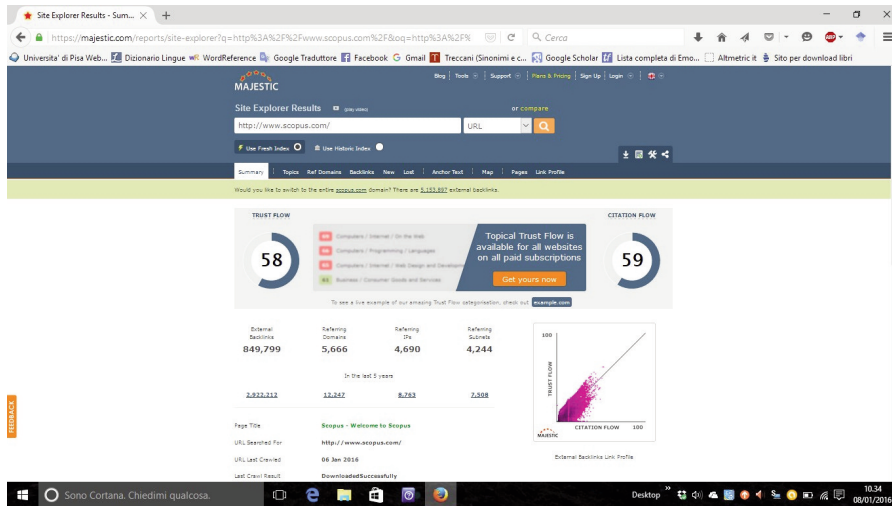 Site Explorer Results - Sum...
https://majestic.com/reports/site-explorer?q=http%3A%2F%2Fwww.scopus.com%2F&oq=http%3A%2F%
Cerca
ABP
Universita' di Pisa Web... Dizionario Lingue WordReference Google Traduttore Facebook Gmail Treccani (Sinonimi e c... Google Scholar Lista completa di Emo... Altmetric it Sito per download libri
MAJESTIC
Blog Tools Support Plans & Pricing Sign Up Login
Site Explorer Results [play video] or compare
http://www.scopus.com/ URL
Use Fresh Index Use Historic Index
Summary Topics Ref Domains Backlinks New Lost Anchor Text Map Pages Link Profile
Would you like to switch to the entire scopus.com domain? There are 5,153,897 external backlinks.
TRUST FLOW CITATION FLOW
58
Computers / Internet / On the Web
Computers / Programming / Languages
Computers / Internet / Web Design and Development
Business / Consumer Goods and Services
Topical Trust Flow is
available for all websites
on all paid subscriptions
Get yours now
59
To see a live example of our amazing Trust Flow categorisation, check out example.com
External Backlinks Referring Domains Referring IPs Referring Subnets
849,799 5,666 4,690 4,244
In the last 5 years
2,922,212 12,247 8,763 7,508
Page Title Scopus - Welcome to Scopus
URL Searched For http://www.scopus.com/
URL Last Crawled 06 Jan 2016
Last Crawl Result DownloadedSuccessfully
100
TRUST FLOW
CITATION FLOW 100
MAJESTIC
External Backlinks Link Profile
FEEDBACK
Sono Cortana. Chiedimi qualcosa.
Desktop
10.34
08/01/2016